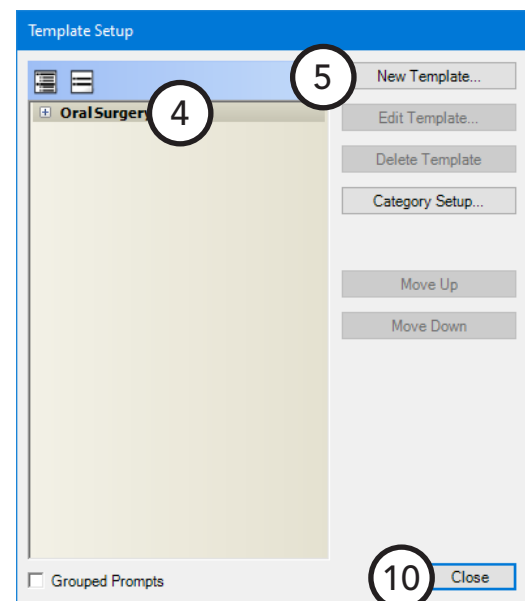 Template Setup
5 New Template...
Oral Surgery 4
Edit Template...
Delete Template
Category Setup...
Move Up
Move Down
Grouped Prompts
10 Close